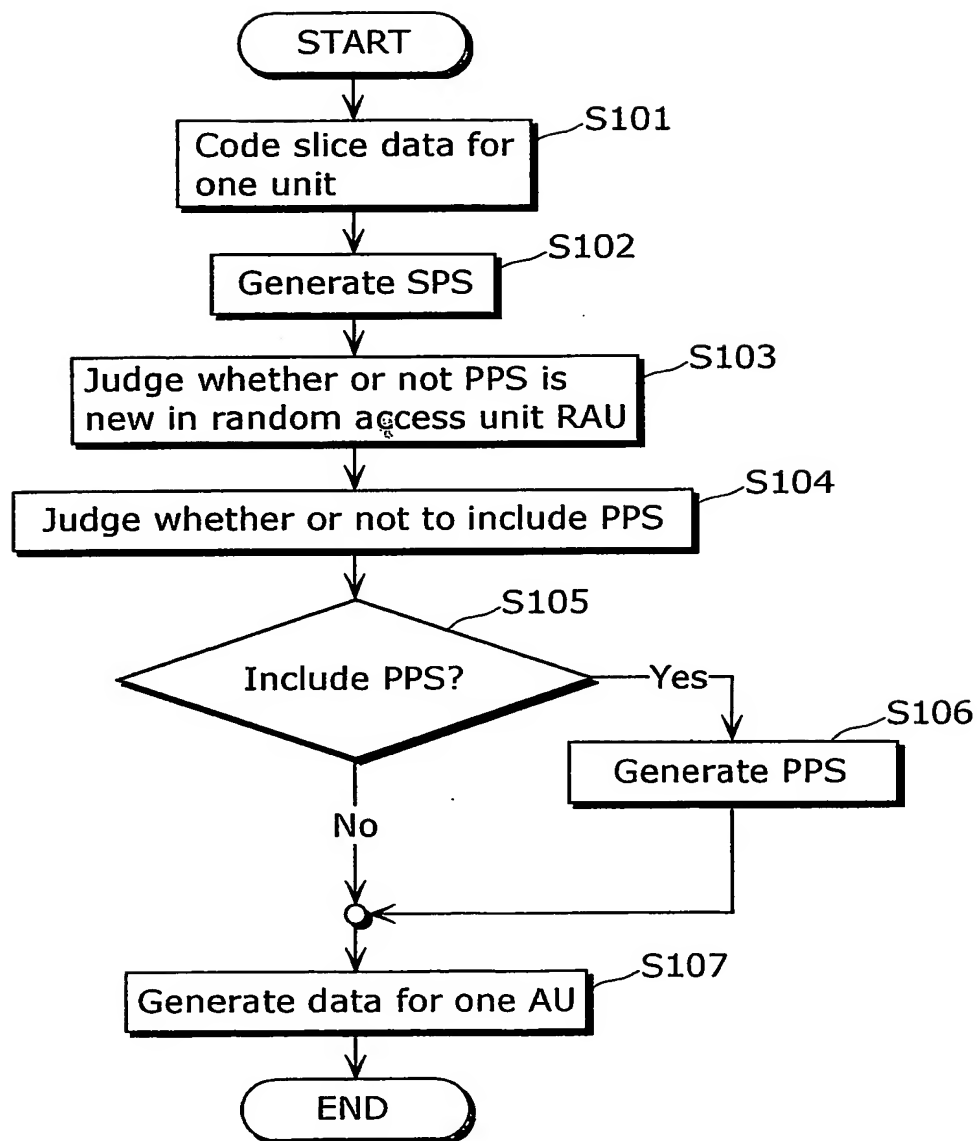 START
S101
Code slice data for
one unit
S102
Generate SPS
S103
Judge whether or not PPS is
new in random access unit RAU
S104
Judge whether or not to include PPS
S105
Include PPS?
Yes
S106
Generate PPS
No
S107
Generate data for one AU
END